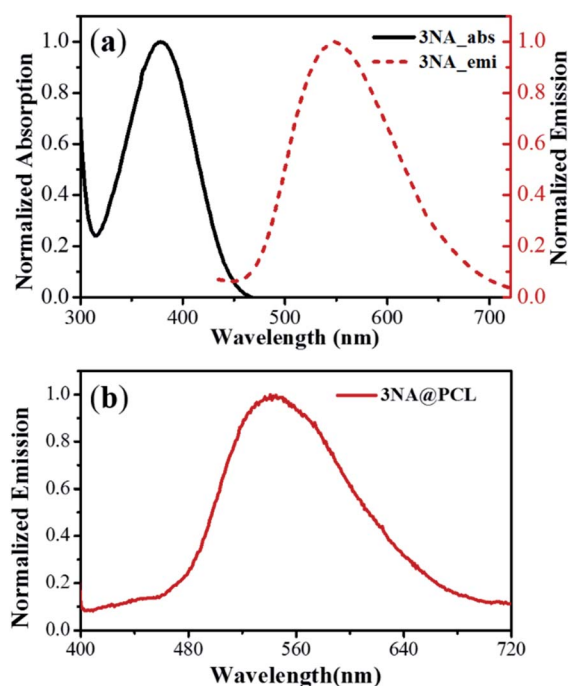 (a)
3NA_abs
3NA_emi
Normalized Absorption
Normalized Emission
1.0
0.8
0.6
0.4
0.2
0.0
1.0
0.8
0.6
0.4
0.2
0.0
300 400 500 600 700
Wavelength (nm)
(b)
3NA@PCL
Normalized Emission
1.0
0.8
0.6
0.4
0.2
0.0
400 480 560 640 720
Wavelength(nm)